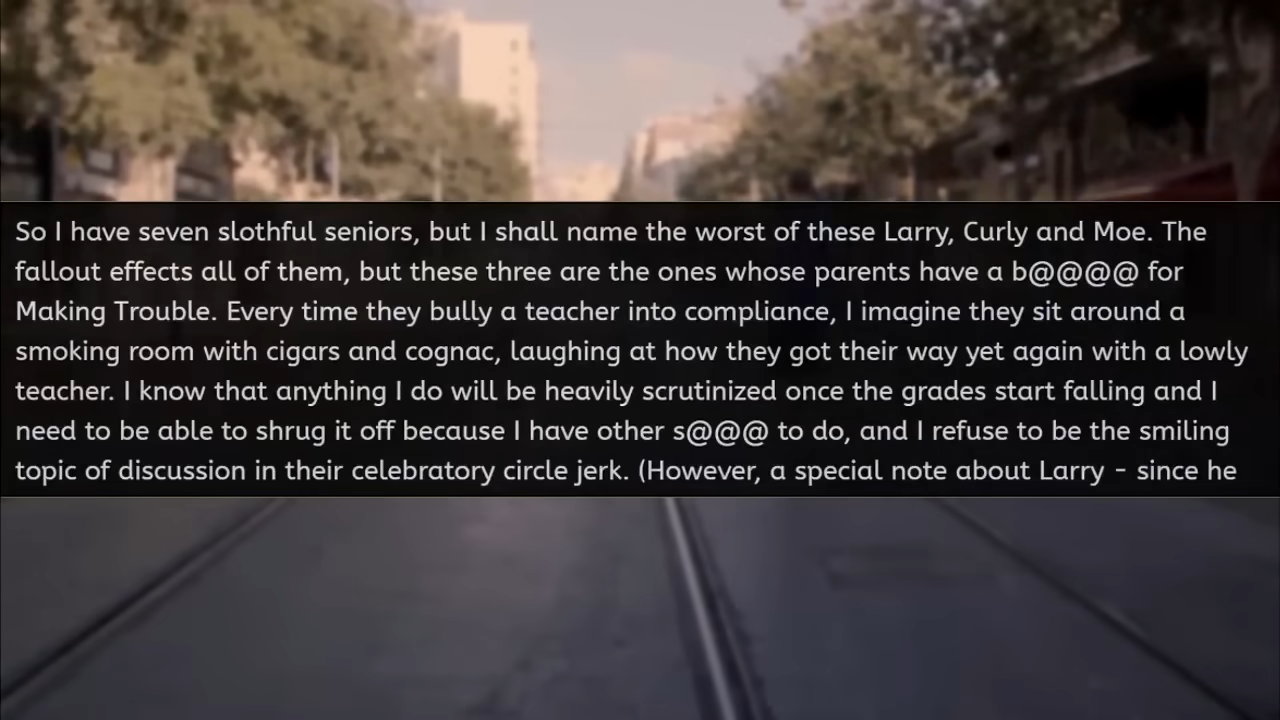 So I have seven slothful seniors, but I shall name the worst of these Larry, Curly and Moe. The
fallout effects all of them, but these three are the ones whose parents have a b@@@@ for
Making Trouble. Every time they bully a teacher into compliance, I imagine they sit around a
smoking room with cigars and cognac, laughing at how they got their way yet again with a lowly
teacher. I know that anything I do will be heavily scrutinized once the grades start falling and I
need to be able to shrug it off because I have other s@@@ to do, and I refuse to be the smiling
topic of discussion in their celebratory circle jerk. (However, a special note about Larry - since he